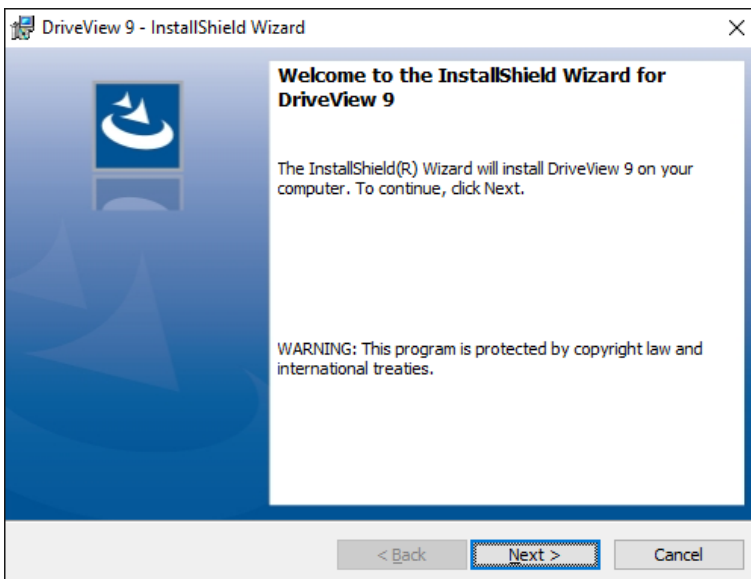 DriveView 9 - InstallShield Wizard
Welcome to the InstallShield Wizard for
DriveView 9
The InstallShield(R) Wizard will install DriveView 9 on your
computer. To continue, click Next.
WARNING: This program is protected by copyright law and
international treaties.
< Back Next > Cancel